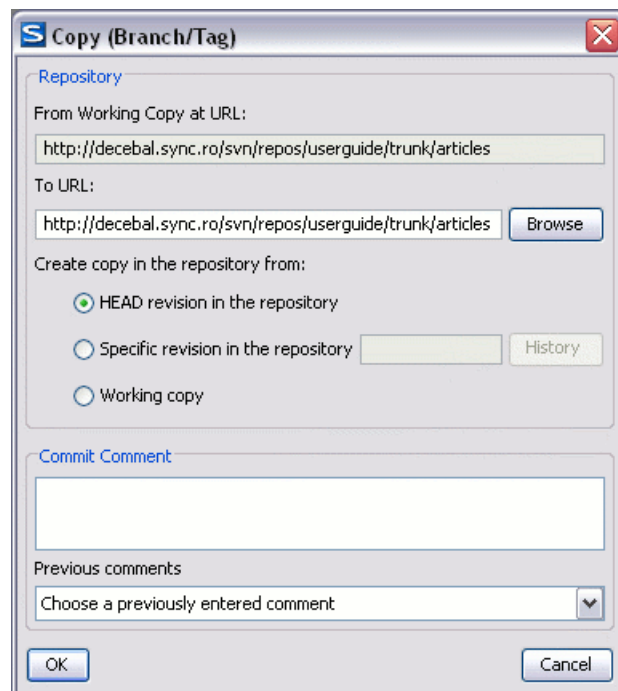 S Copy (Branch/Tag)
Repository
From Working Copy at URL:
http://decebal.sync.ro/svn/repos/userguide/trunk/articles
To URL:
http://decebal.sync.ro/svn/repos/userguide/trunk/articles Browse
Create copy in the repository from:
HEAD revision in the repository
Specific revision in the repository History
Working copy
Commit Comment
Previous comments
Choose a previously entered comment
OK Cancel